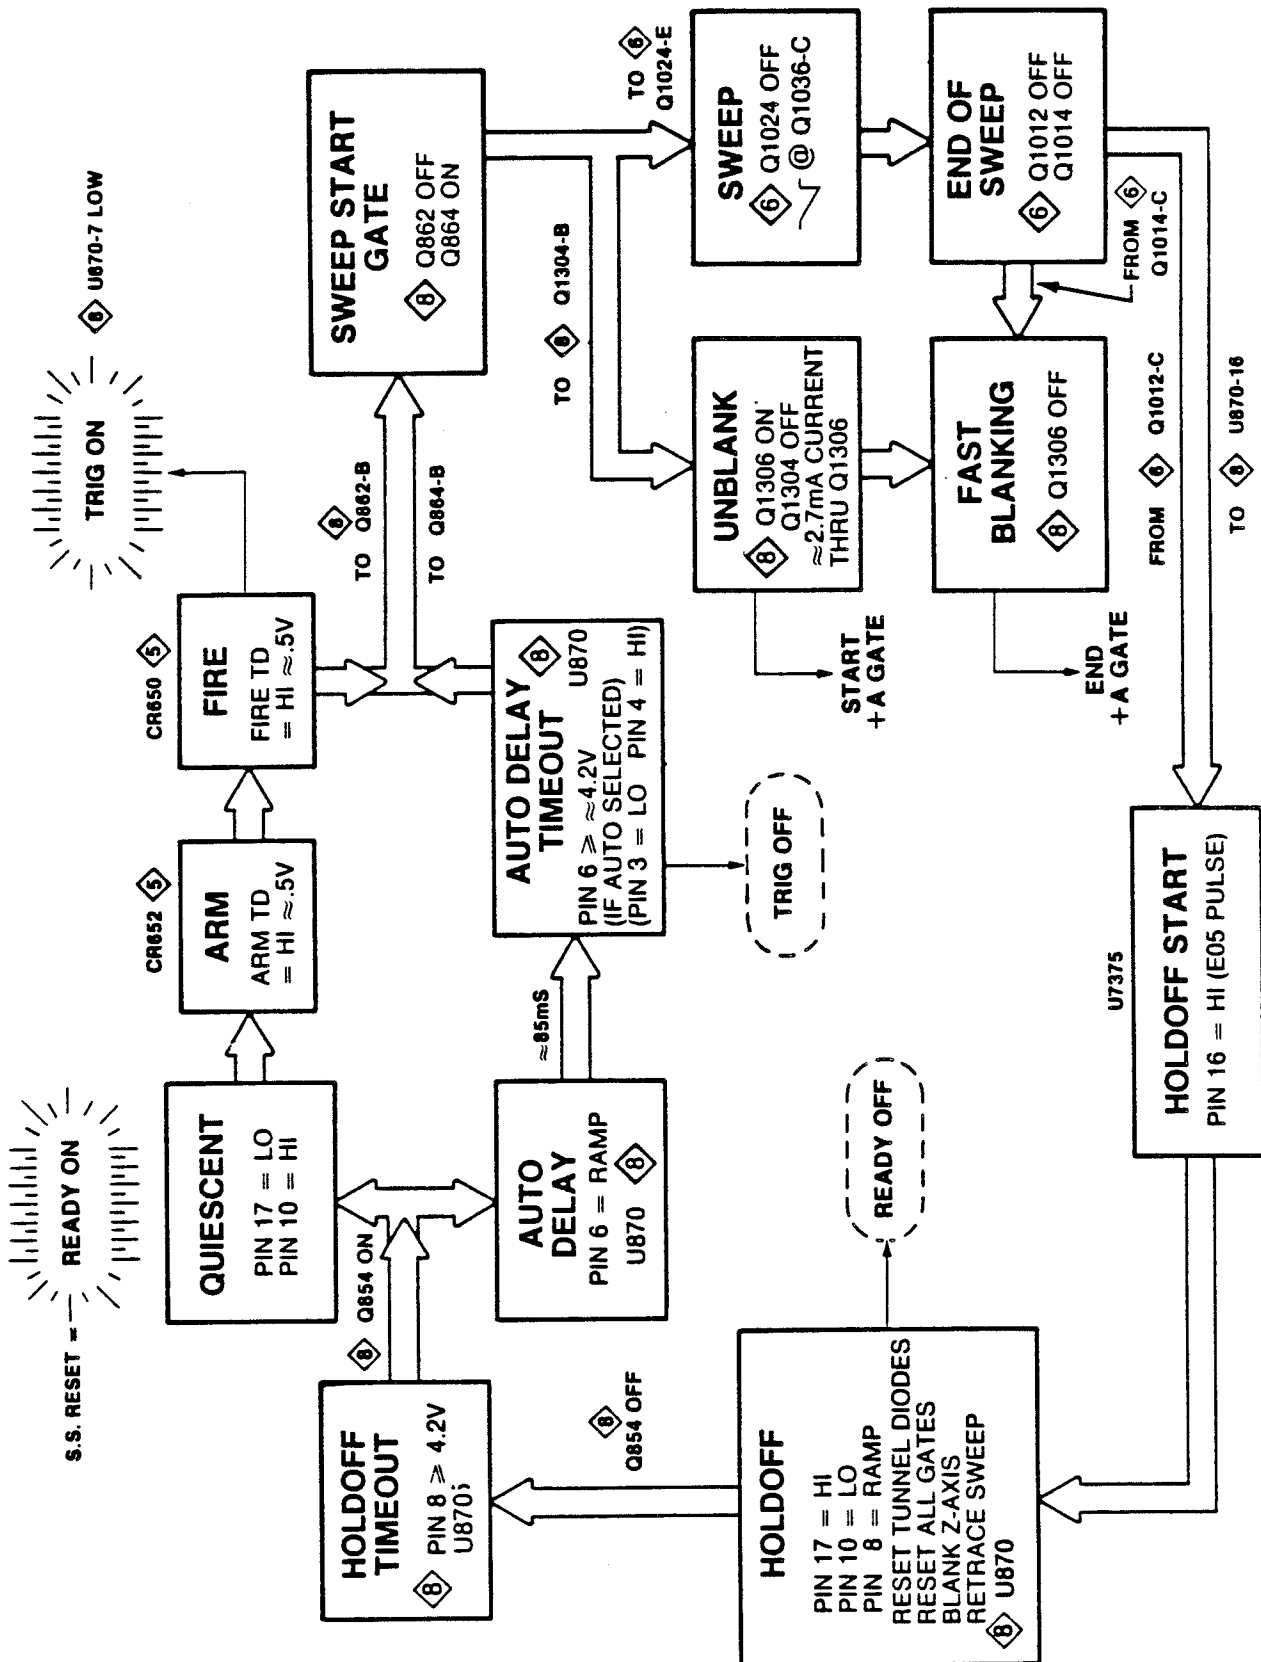 S.S. RESET =
READY ON
TRIG ON
8 U870-7 LOW
QUIESCENT
PIN 17 = LO
PIN 10 = HI
CR652 5
ARM
ARM TD
= HI ≈.5V
CR650 5
FIRE
FIRE TD
= HI ≈.5V
8
TO Q862-B
TO Q864-B
SWEEP START
GATE
8 Q862 OFF
Q864 ON
HOLDOFF
TIMEOUT
8 PIN 8 ≥ 4.2V
U870
8 Q854 ON
AUTO
DELAY
PIN 6 = RAMP
U870 8
≈85mS
AUTO DELAY
TIMEOUT 8
U870
PIN 6 ≥ ≈4.2V
(IF AUTO SELECTED)
(PIN 3 = LO PIN 4 = HI)
TRIG OFF
TO 8 Q1304-B
TO 6
Q1024-E
UNBLANK
8 Q1306 ON
Q1304 OFF
≈2.7mA CURRENT
THRU Q1306
START
+A GATE
SWEEP
6 Q1024 OFF
@ Q1036-C
END OF
SWEEP
6 Q1012 OFF
Q1014 OFF
FROM 6
Q1014-C
FAST
BLANKING
8 Q1306 OFF
END
+A GATE
FROM 6 Q1012-C
TO 8 U870-16
8
Q854 OFF
HOLDOFF
PIN 17 = HI
PIN 10 = LO
PIN 8 = RAMP
RESET TUNNEL DIODES
RESET ALL GATES
BLANK Z-AXIS
RETRACE SWEEP
8 U870
READY OFF
U7375
HOLDOFF START
PIN 16 = HI (E05 PULSE)